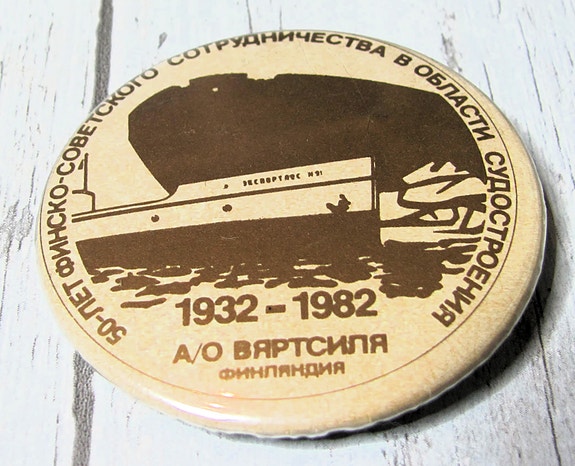 50-ЛЕТ ФИНСКО-СОВЕТСКОГО СОТРУДНИЧЕСТВА В ОБЛАСТИ СУДОСТРОЕНИЯ
ЭКСПОРТЛЕС №1
1932 - 1982
А/О ВЯРТСИЛЯ
ФИНЛЯНДИЯ